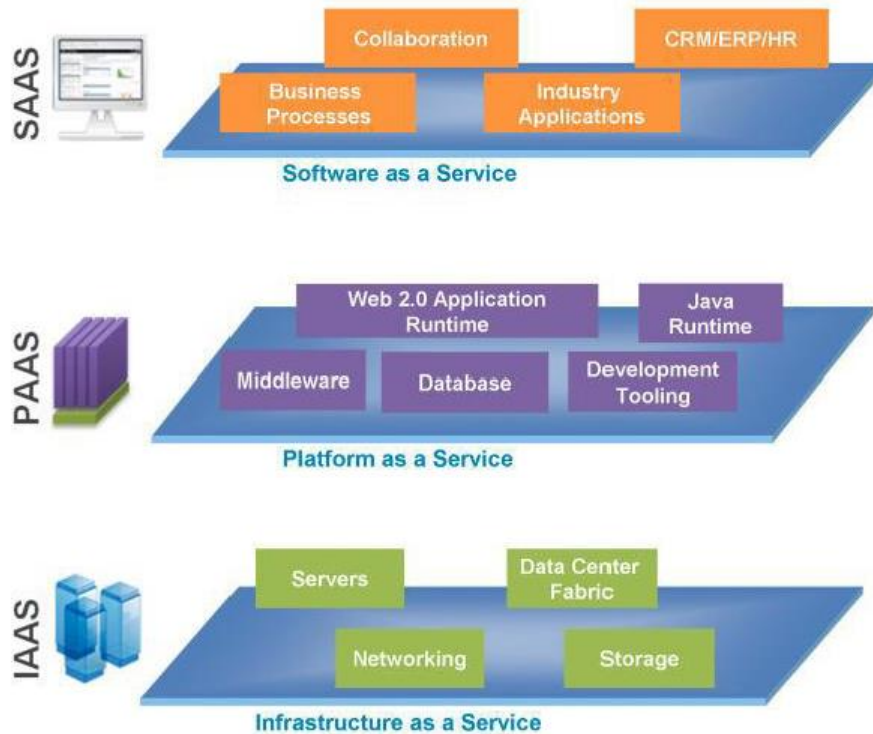 SAAS
Collaboration
CRM/ERP/HR
Business
Processes
Industry
Applications
Software as a Service
PAAS
Web 2.0 Application
Runtime
Java
Runtime
Middleware
Database
Development
Tooling
Platform as a Service
IAAS
Servers
Data Center
Fabric
Networking
Storage
Infrastructure as a Service